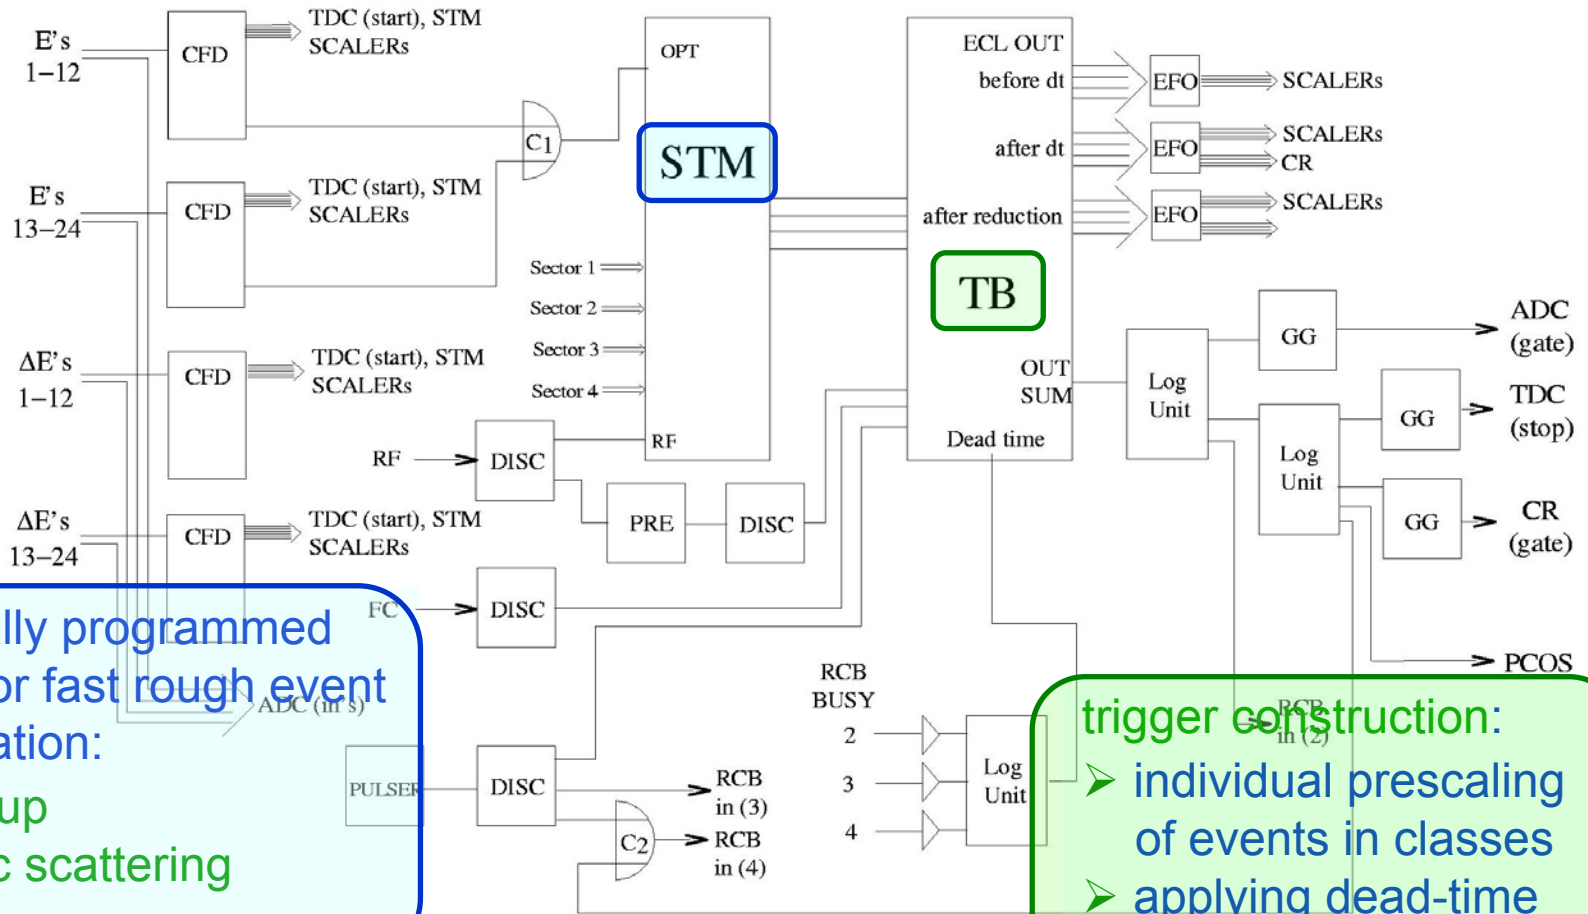 E's
1−12
CFD
TDC (start), STM
SCALERs
E's
13−24
CFD
TDC (start), STM
SCALERs
ΔE's
1−12
CFD
TDC (start), STM
SCALERs
ΔE's
13−24
CFD
TDC (start), STM
SCALERs
ADC (in's)
C1
OPT
STM
Sector 1
Sector 2
Sector 3
Sector 4
RF
RF
DISC
PRE
DISC
FC
DISC
PULSER
DISC
RCB
in (3)
C2
RCB
in (4)
ECL OUT
before dt
after dt
after reduction
TB
OUT
SUM
Dead time
EFO
SCALERs
EFO
SCALERs
CR
EFO
SCALERs
Log
Unit
GG
ADC
(gate)
Log
Unit
GG
TDC
(stop)
GG
CR
(gate)
PCOS
RCB
in (2)
RCB
BUSY
2
3
4
Log
Unit
lly programmed
or fast rough event
ation:
up
c scattering
trigger construction:
➢ individual prescaling
of events in classes
➢ applying dead-time